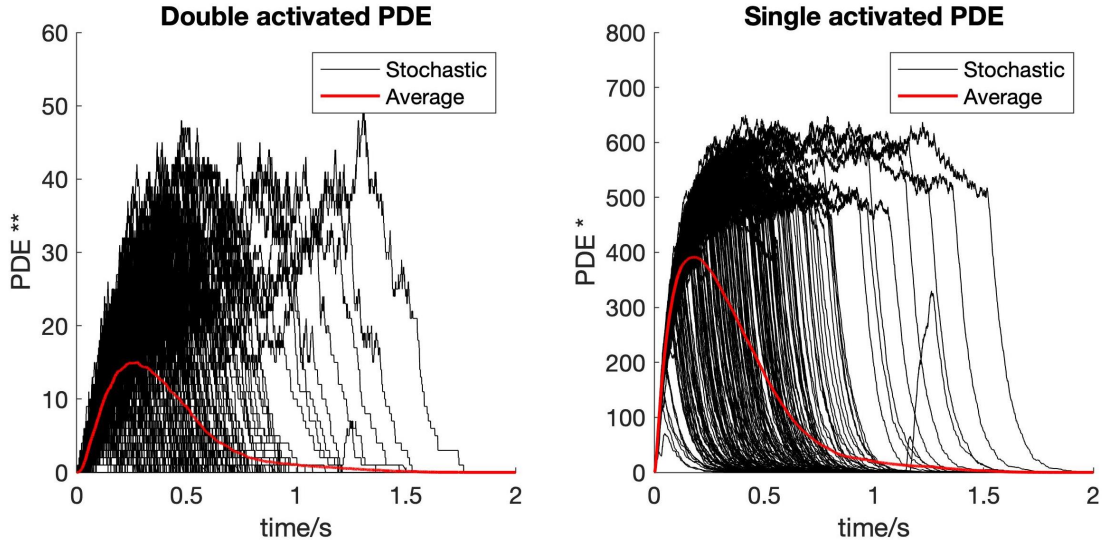 Double activated PDE
60
50
40
30
20
10
0
PDE **
Stochastic
Average
0
0.5
1
1.5
2
time/s
Single activated PDE
800
700
600
500
400
300
200
100
0
PDE *
Stochastic
Average
0
0.5
1
1.5
2
time/s